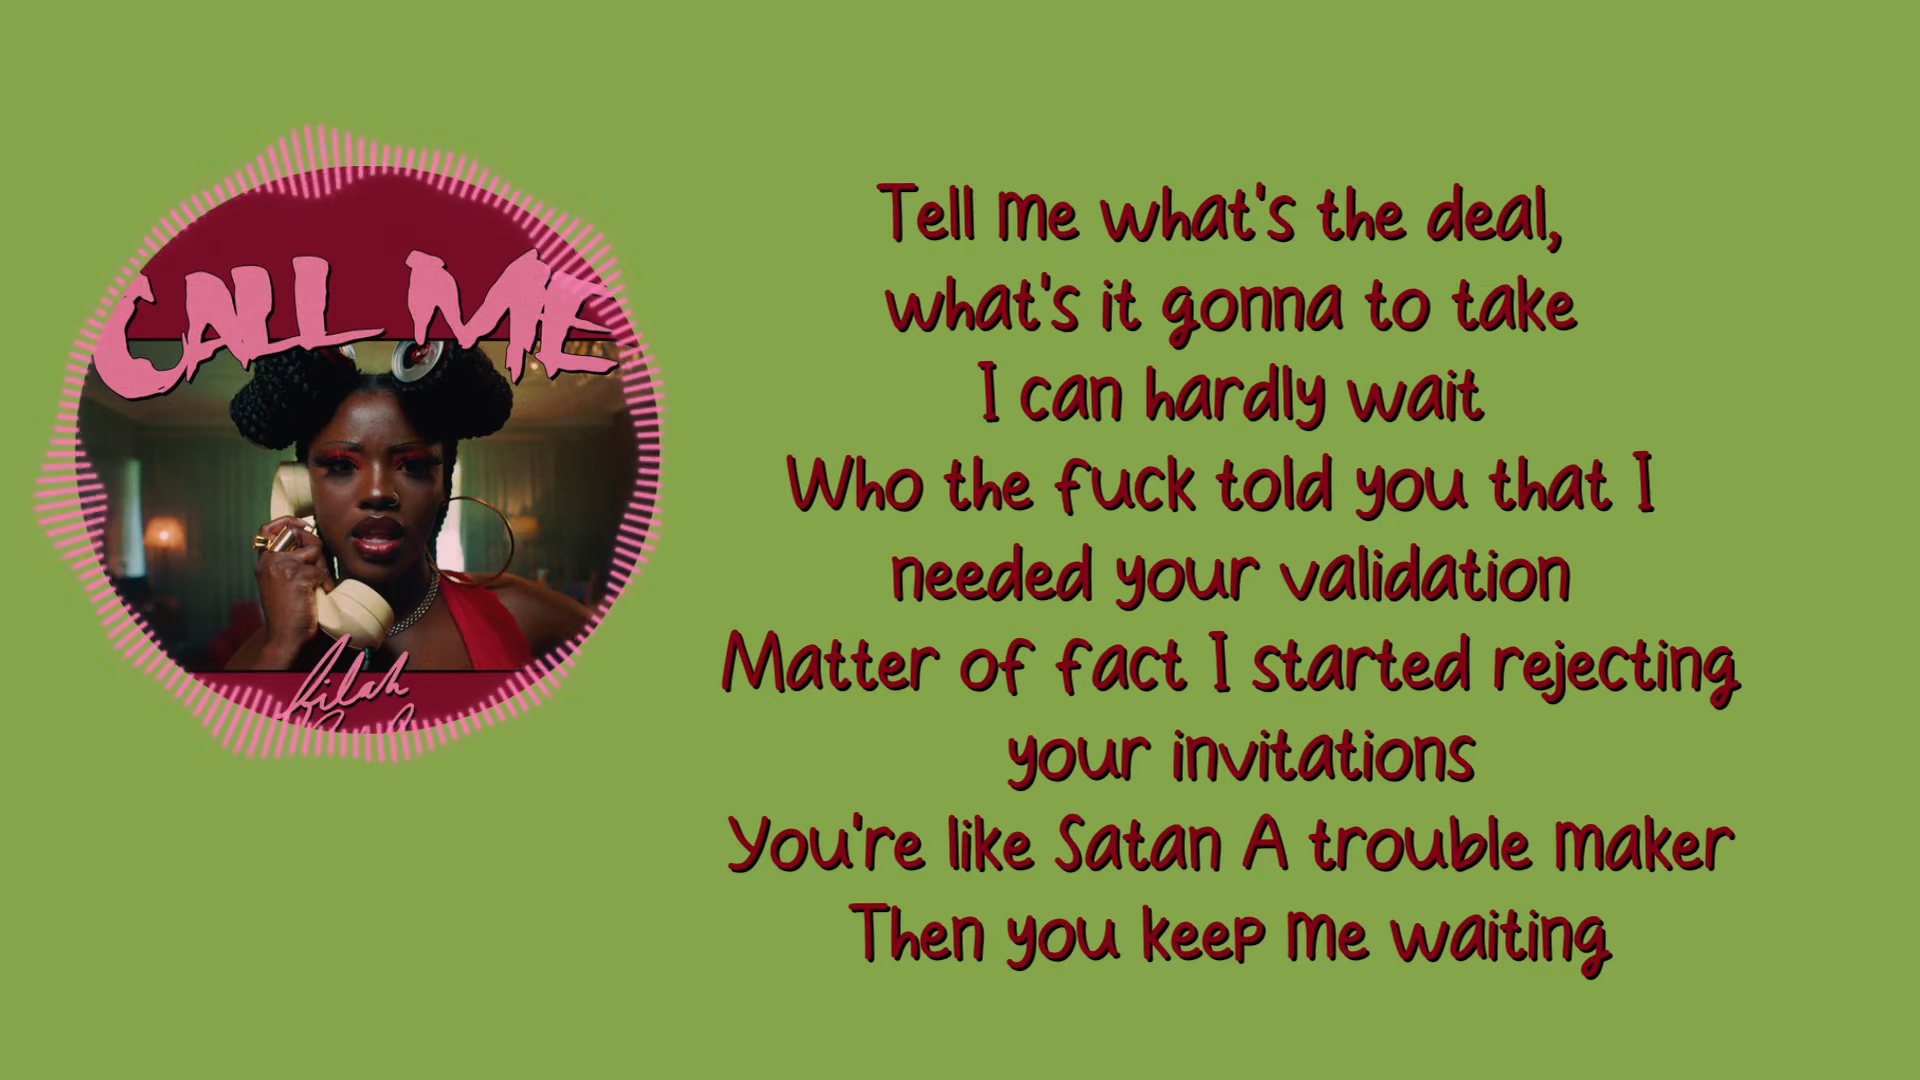 CALL ME
Tell me what's the deal,
what's it gonna to take
I can hardly wait
Who the fuck told you that I
needed your validation
Matter of fact I started rejecting
your invitations
You're like Satan A trouble maker
Then you keep me waiting